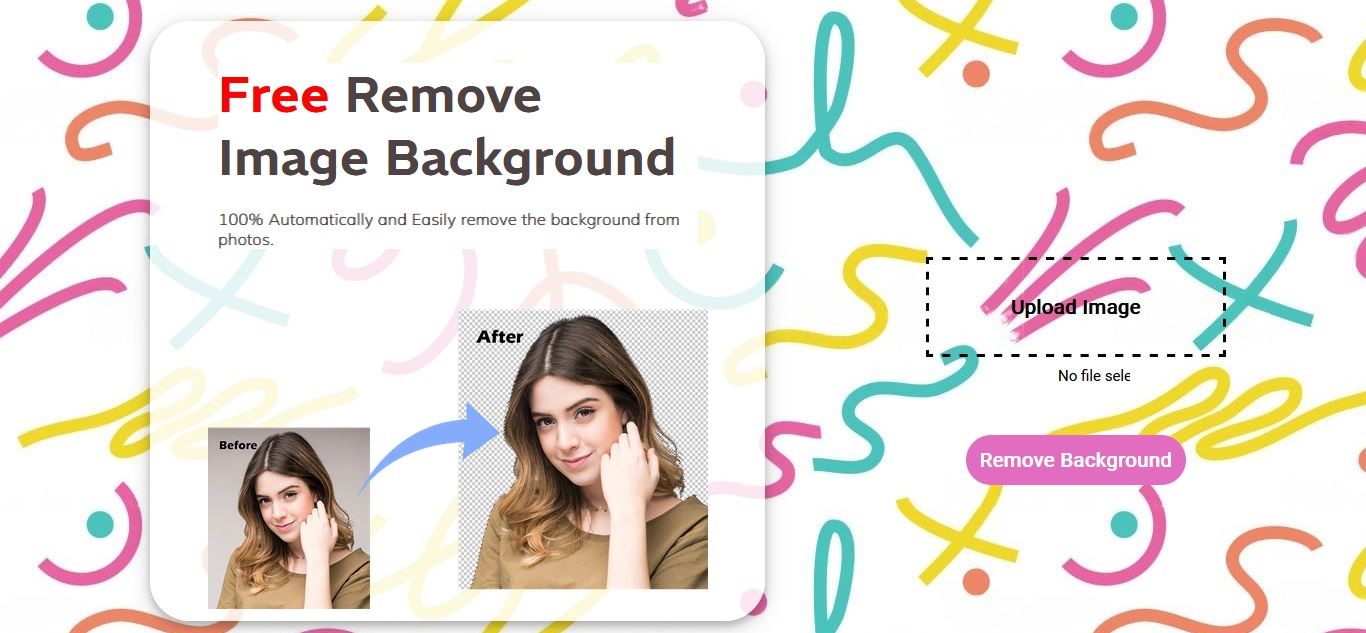 Free Remove
Image Background
100% Automatically and Easily remove the background from
photos.
After
Before
Upload Image
No file sele
Remove Background